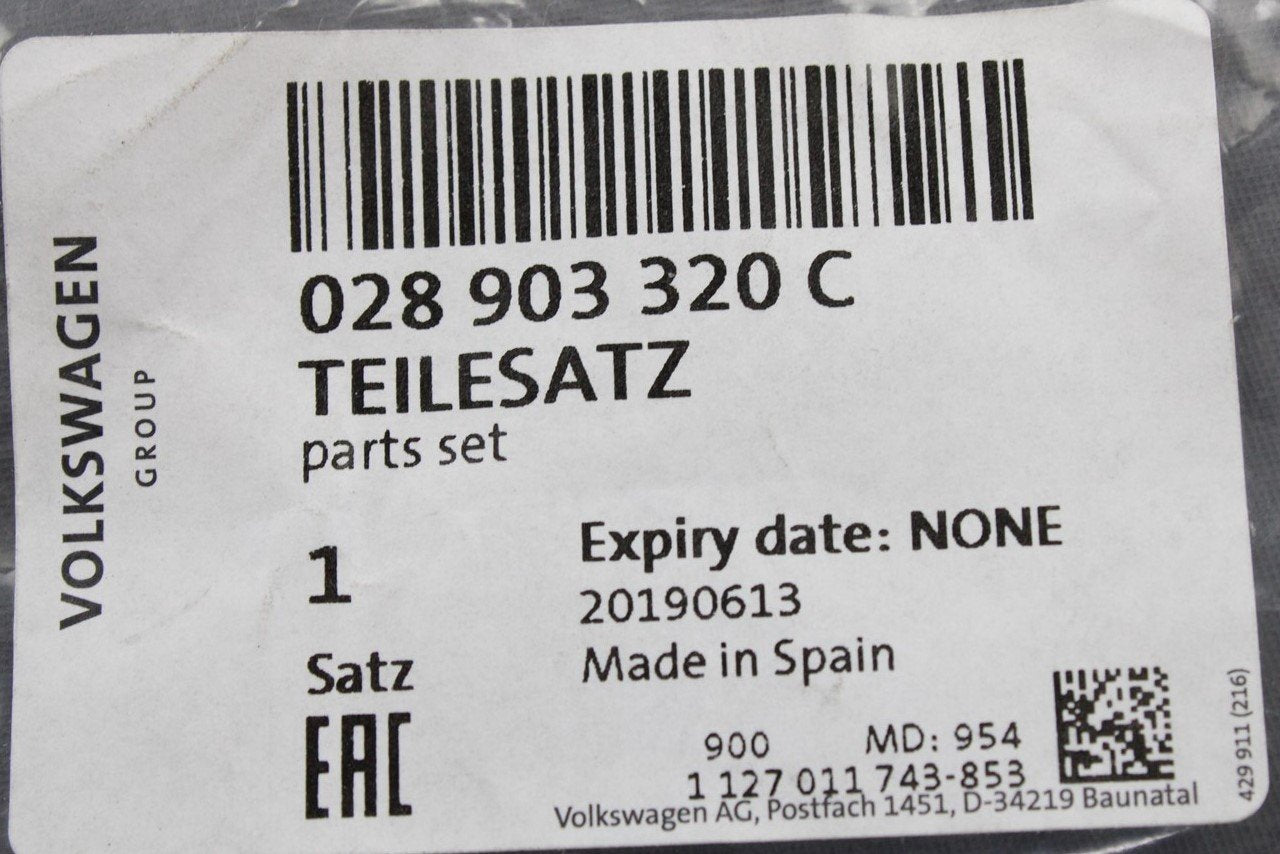 VOLKSWAGEN
GROUP
028 903 320 C
TEILESATZ
parts set
1
Satz
EAC
Expiry date: NONE
20190613
Made in Spain
900 MD: 954
1 127 011 743-853
Volkswagen AG, Postfach 1451, D-34219 Baunatal
429 911 (216)